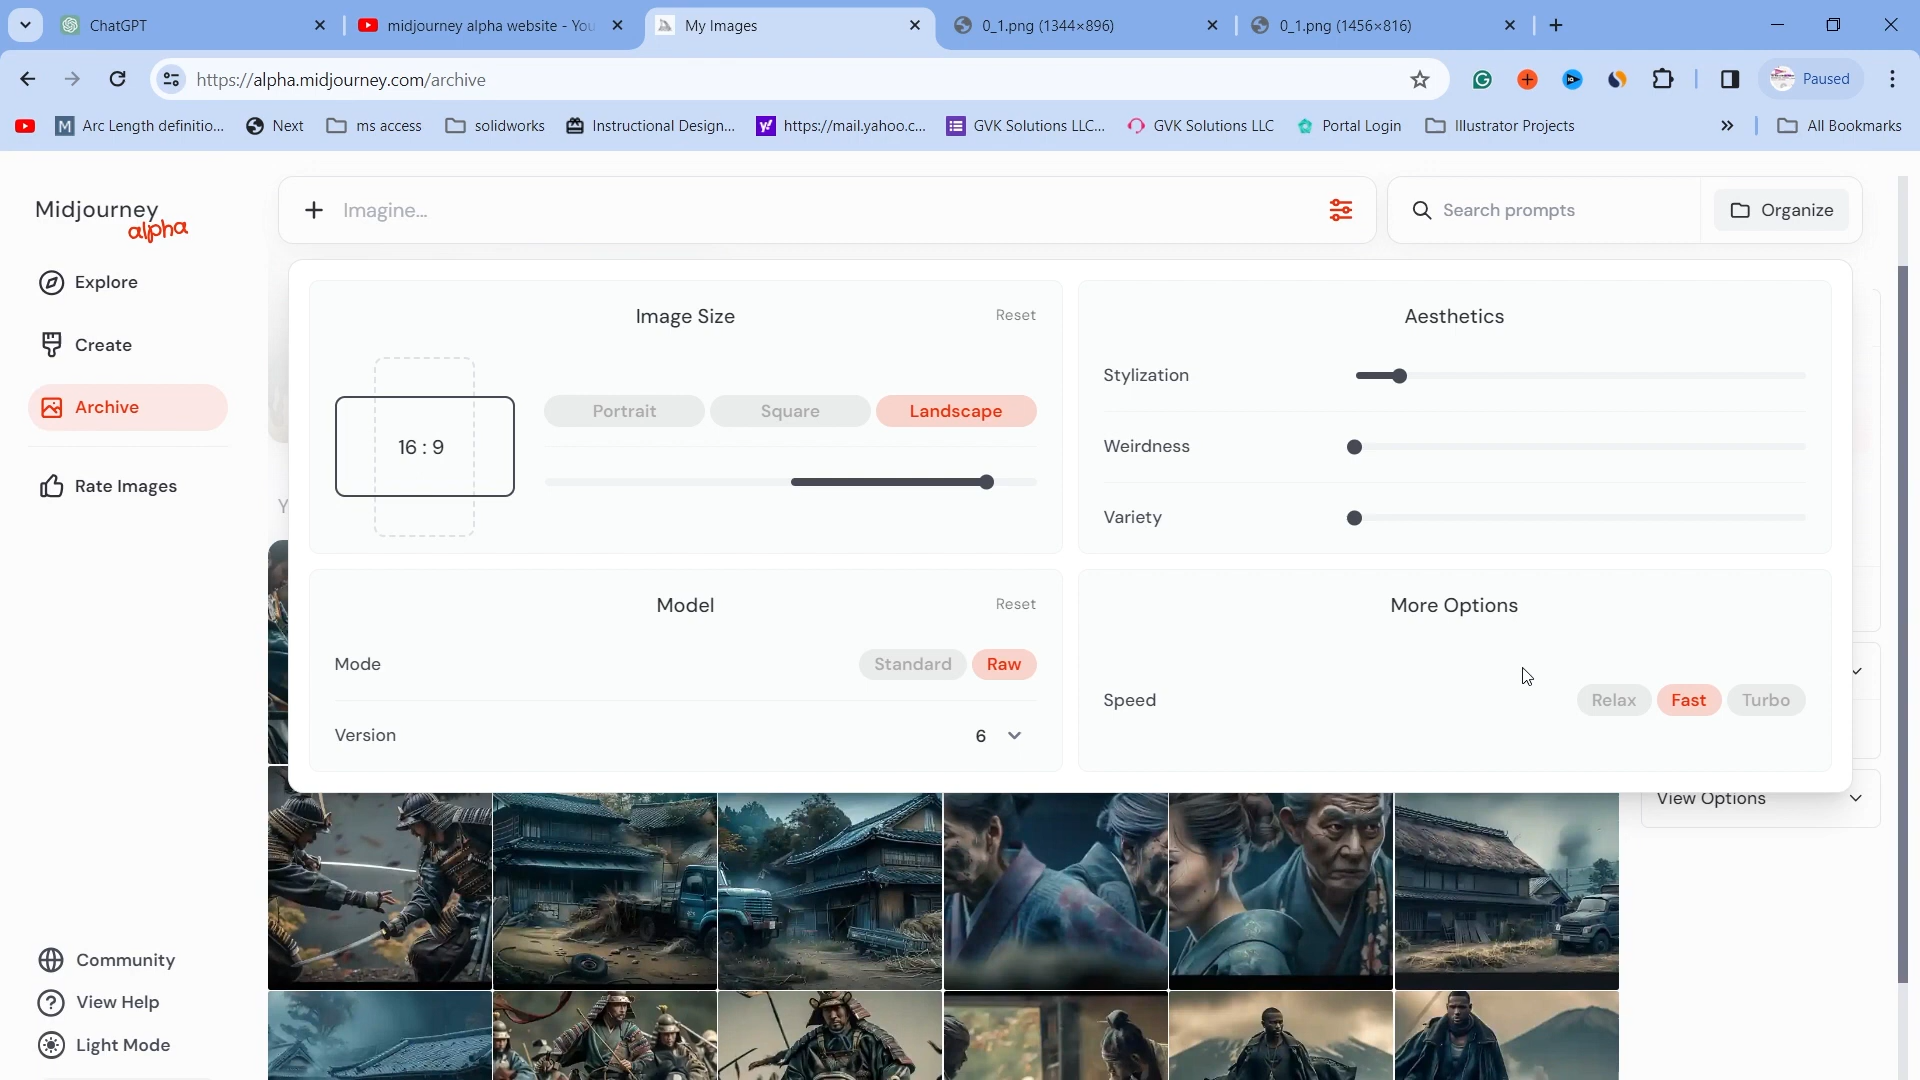 ChatGPT
midjourney alpha website - You
My Images
0_1.png (1344×896)
0_1.png (1456×816)
https://alpha.midjourney.com/archive
Paused
Arc Length definitio...
Next
ms access
solidworks
Instructional Design...
https://mail.yahoo.c...
GVK Solutions LLC...
GVK Solutions LLC
Portal Login
Illustrator Projects
All Bookmarks
Midjourney
alpha
Imagine...
Search prompts
Organize
Explore
Create
Archive
Rate Images
Image Size
Reset
16 : 9
Portrait
Square
Landscape
Aesthetics
Stylization
Weirdness
Variety
Model
Reset
Mode
Standard
Raw
Version
6
More Options
Speed
Relax
Fast
Turbo
View Options
Community
View Help
Light Mode